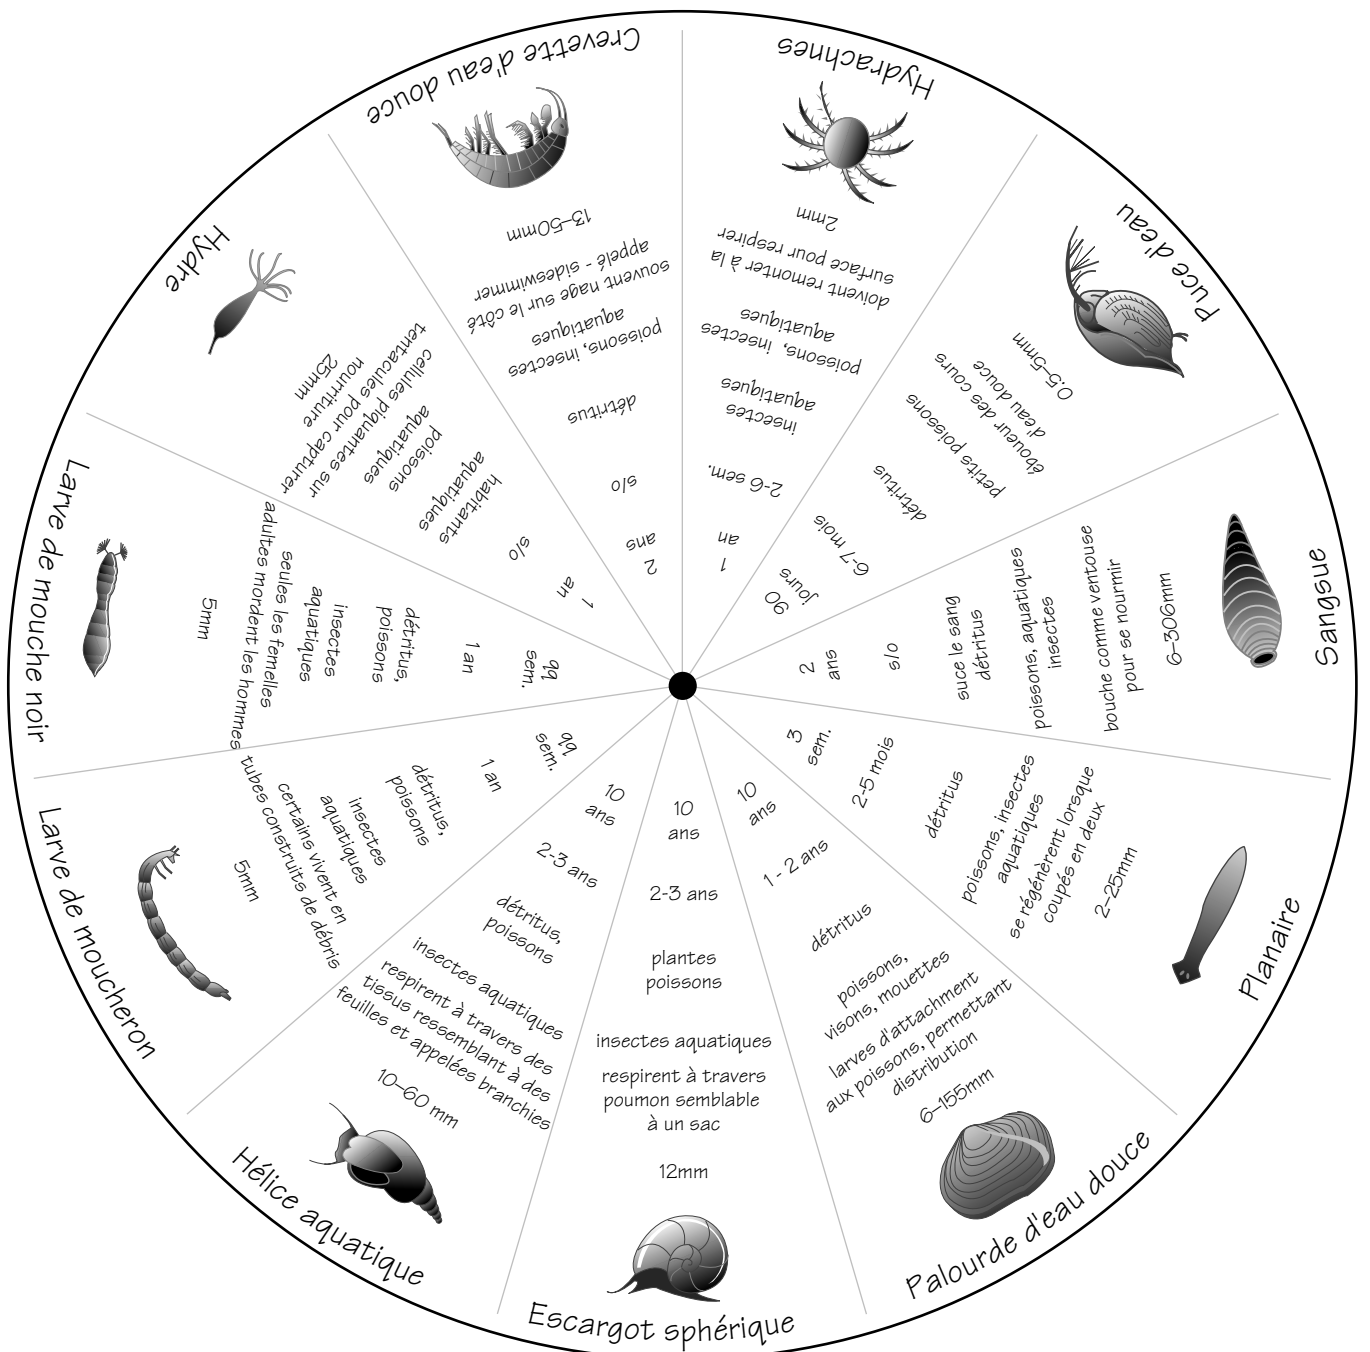 Crevette d'eau douce
13–50mm
appelé - sideswimmer
souvent nage sur le côté
aquatiques
poissons, insectes
détritus
s/o
ans
2
Hydrachnes
2mm
surface pour respirer
doivent remonter à la
aquatiques
poissons, insectes
aquatiques
insectes
2-6 sem.
an
1
Puce d'eau
0,5–5mm
d'eau douce
éboueur des cours
petits poissons
détritus
6-7 mois
jours
90
Sangsue
6–306mm
bouche comme ventouse
pour se nourmir
poissons, aquatiques
insectes
suce le sang
détritus
s/o
2
ans
Planaire
2–25mm
se régénèrent lorsque
coupés en deux
poissons, insectes
aquatiques
détritus
2-5 mois
3
sem.
10
ans
1 - 2 ans
détritus
poissons,
visons, mouettes
larves d'attachment
aux poissons, permettant
distribution
6–155mm
Palourde d'eau douce
10
ans
2-3 ans
plantes
poissons
insectes aquatiques
respirent à travers
poumon semblable
à un sac
12mm
Escargot sphérique
10
ans
2-3 ans
détritus,
poissons
insectes aquatiques
respirent à travers des
tissus ressemblant à des
feuilles et appelées branchies
10–60 mm
Hélice aquatique
99
sem.
1 an
détritus,
poissons
insectes
aquatiques
certains vivent en
tubes construits de débris
5mm
Larve de moucheron
99
sem.
1 an
détritus,
poissons
insectes
aquatiques
seules les femelles
adultes mordent les hommes
5mm
Larve de mouche noir
Hydre
25mm
nourriture
tentacules pour capturer
cellules piquantes sur
aquatiques
poissons
aquatiques
habitants
s/o
an
1